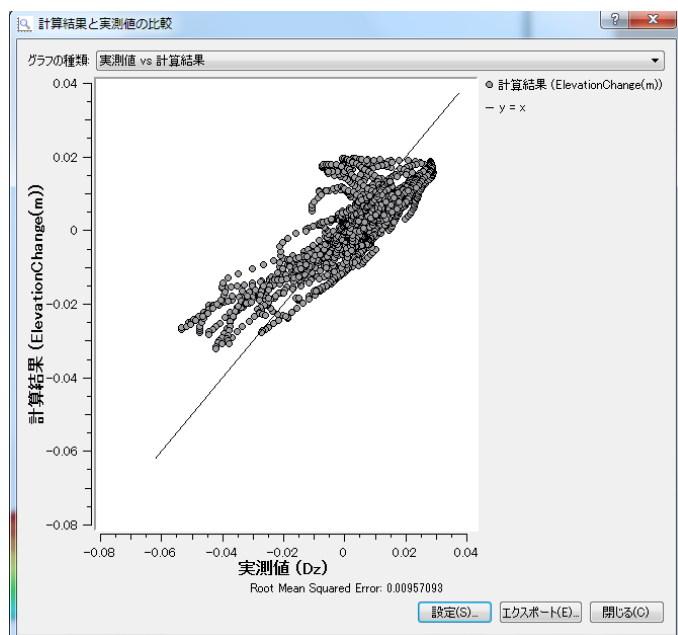 計算結果と実測値の比較
グラフの種類: 実測値 vs 計算結果
計算結果 (ElevationChange(m))
y = x
0.04
0.02
0
-0.02
-0.04
-0.06
-0.08
計算結果 (ElevationChange(m))
-0.08 -0.06 -0.04 -0.02 0 0.02 0.04
実測値 (Dz)
Root Mean Squared Error: 0.00957093
設定(S)... エクスポート(E)... 閉じる(C)